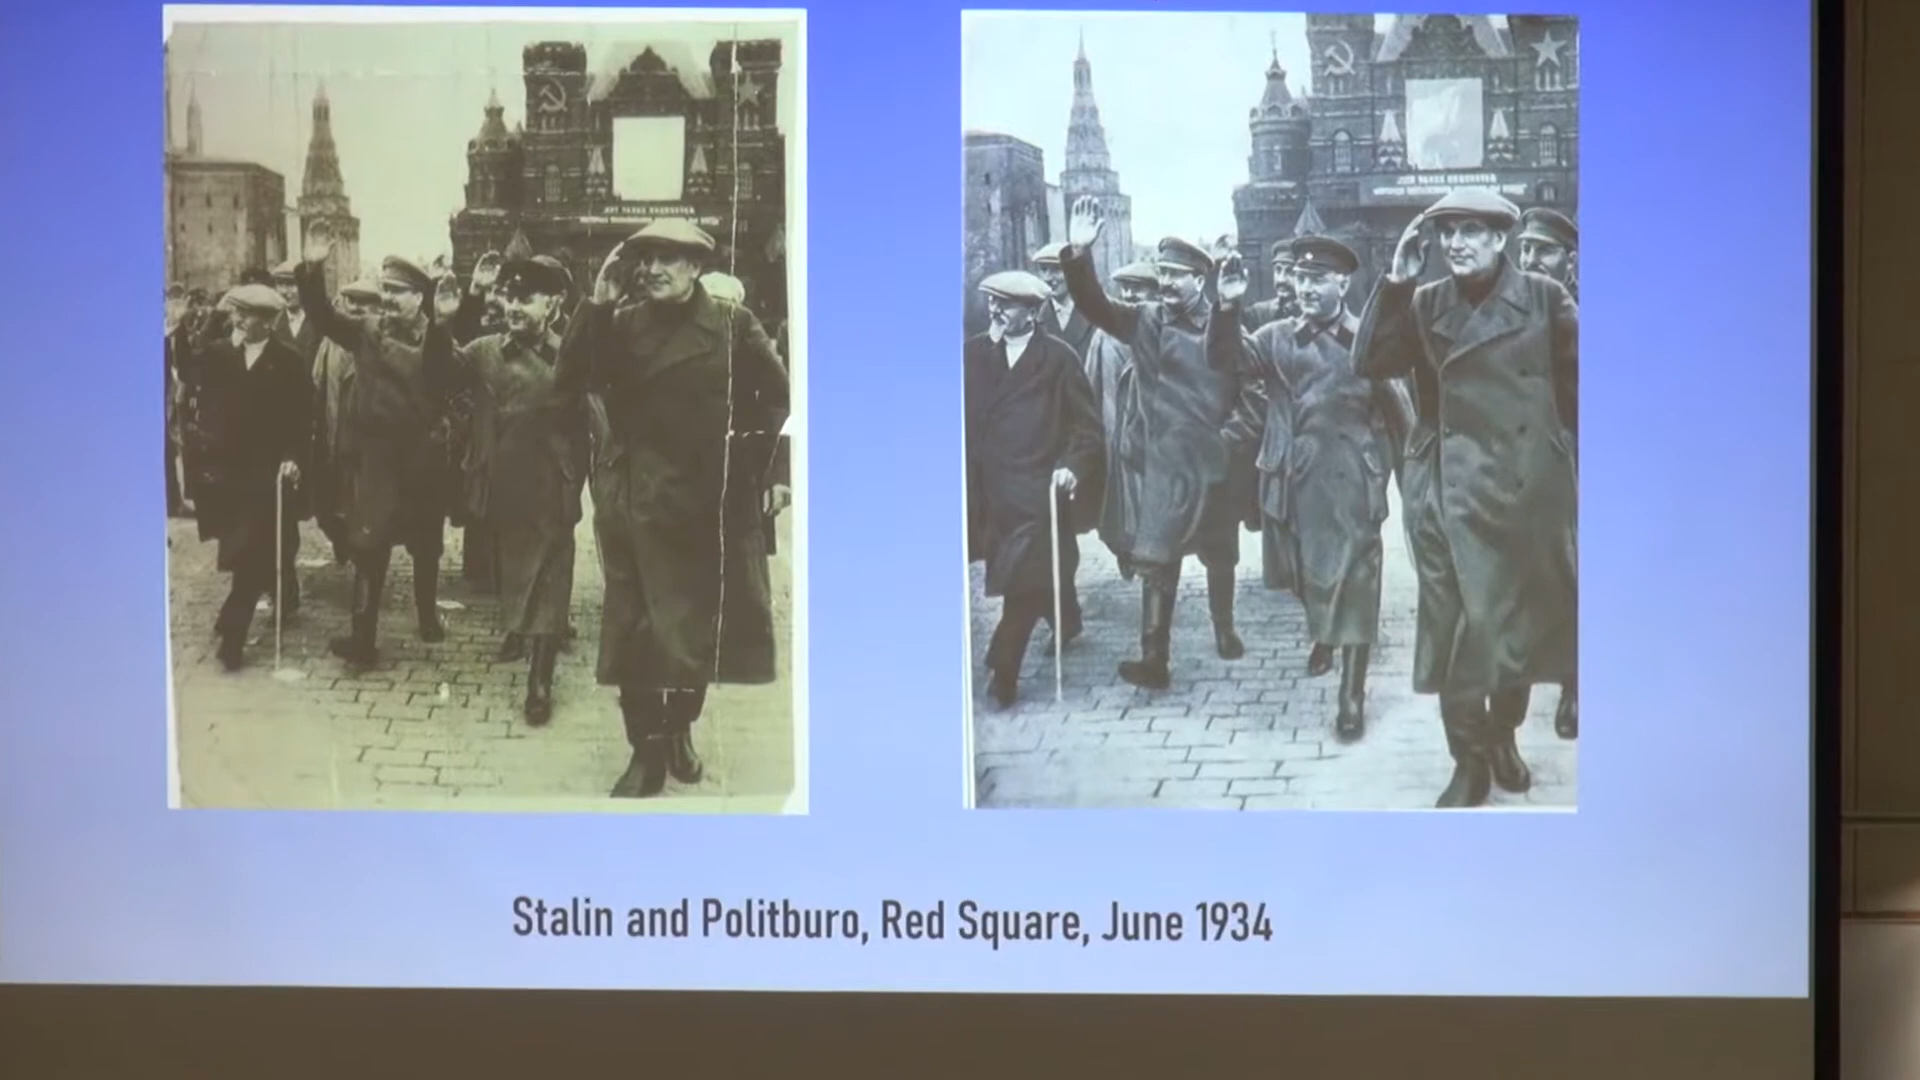 Stalin and Politburo, Red Square, June 1934